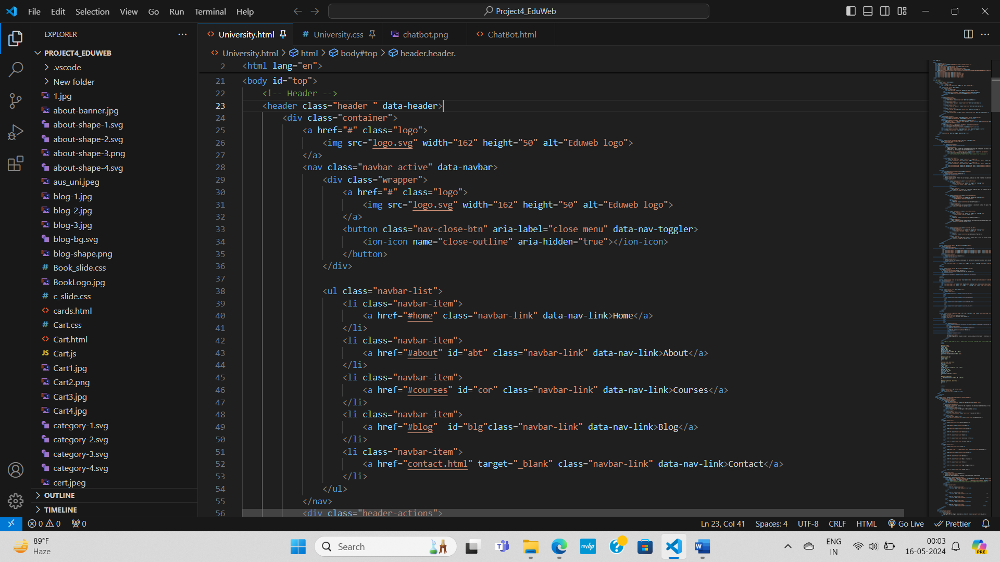 File Edit Selection View Go Run Terminal Help
Project4_EduWeb
EXPLORER
PROJECT4_EDUWEB
.vscode
New folder
1.jpg
about-banner.jpg
about-shape-1.svg
about-shape-2.svg
about-shape-3.png
about-shape-4.svg
aus_uni.jpeg
blog-1.jpg
blog-2.jpg
blog-3.jpg
blog-bg.svg
blog-shape.png
Book_slide.css
BookLogo.jpg
c_slide.css
cards.html
Cart.css
Cart.html
JS Cart.js
Cart1.jpg
Cart2.png
Cart3.jpg
Cart4.jpg
category-1.svg
category-2.svg
category-3.svg
category-4.svg
cert.jpeg
OUTLINE
TIMELINE
University.html # University.css chatbot.png ChatBot.html
University.html > html > body#top > header.header.
2 <html lang="en">
21 <body id="top">
22 <!-- Header -->
23 <header class="header " data-header>
24 <div class="container">
25 <a href="#" class="logo">
26 <img src="logo.svg" width="162" height="50" alt="Eduweb logo">
27 </a>
28 <nav class="navbar active" data-navbar>
29 <div class="wrapper">
30 <a href="#" class="logo">
31 <img src="logo.svg" width="162" height="50" alt="Eduweb logo">
32 </a>
33 <button class="nav-close-btn" aria-label="close menu" data-nav-toggler>
34 <ion-icon name="close-outline" aria-hidden="true"></ion-icon>
35 </button>
36 </div>
37
38 <ul class="navbar-list">
39 <li class="navbar-item">
40 <a href="#home" class="navbar-link" data-nav-link>Home</a>
41 </li>
42 <li class="navbar-item">
43 <a href="#about" id="abt" class="navbar-link" data-nav-link>About</a>
44 </li>
45 <li class="navbar-item">
46 <a href="#courses" id="cor" class="navbar-link" data-nav-link>Courses</a>
47 </li>
48 <li class="navbar-item">
49 <a href="#blog"  id="blg"class="navbar-link" data-nav-link>Blog</a>
50 </li>
51 <li class="navbar-item">
52 <a href="contact.html" target="_blank" class="navbar-link" data-nav-link>Contact</a>
53 </li>
54 </ul>
55 </nav>
56 <div class="header-actions">
0 0 0
Ln 23, Col 41 Spaces: 4 UTF-8 CRLF HTML Go Live Prettier
89°F
Haze
Search
myhp
ENG
IN
00:03
16-05-2024
PRE